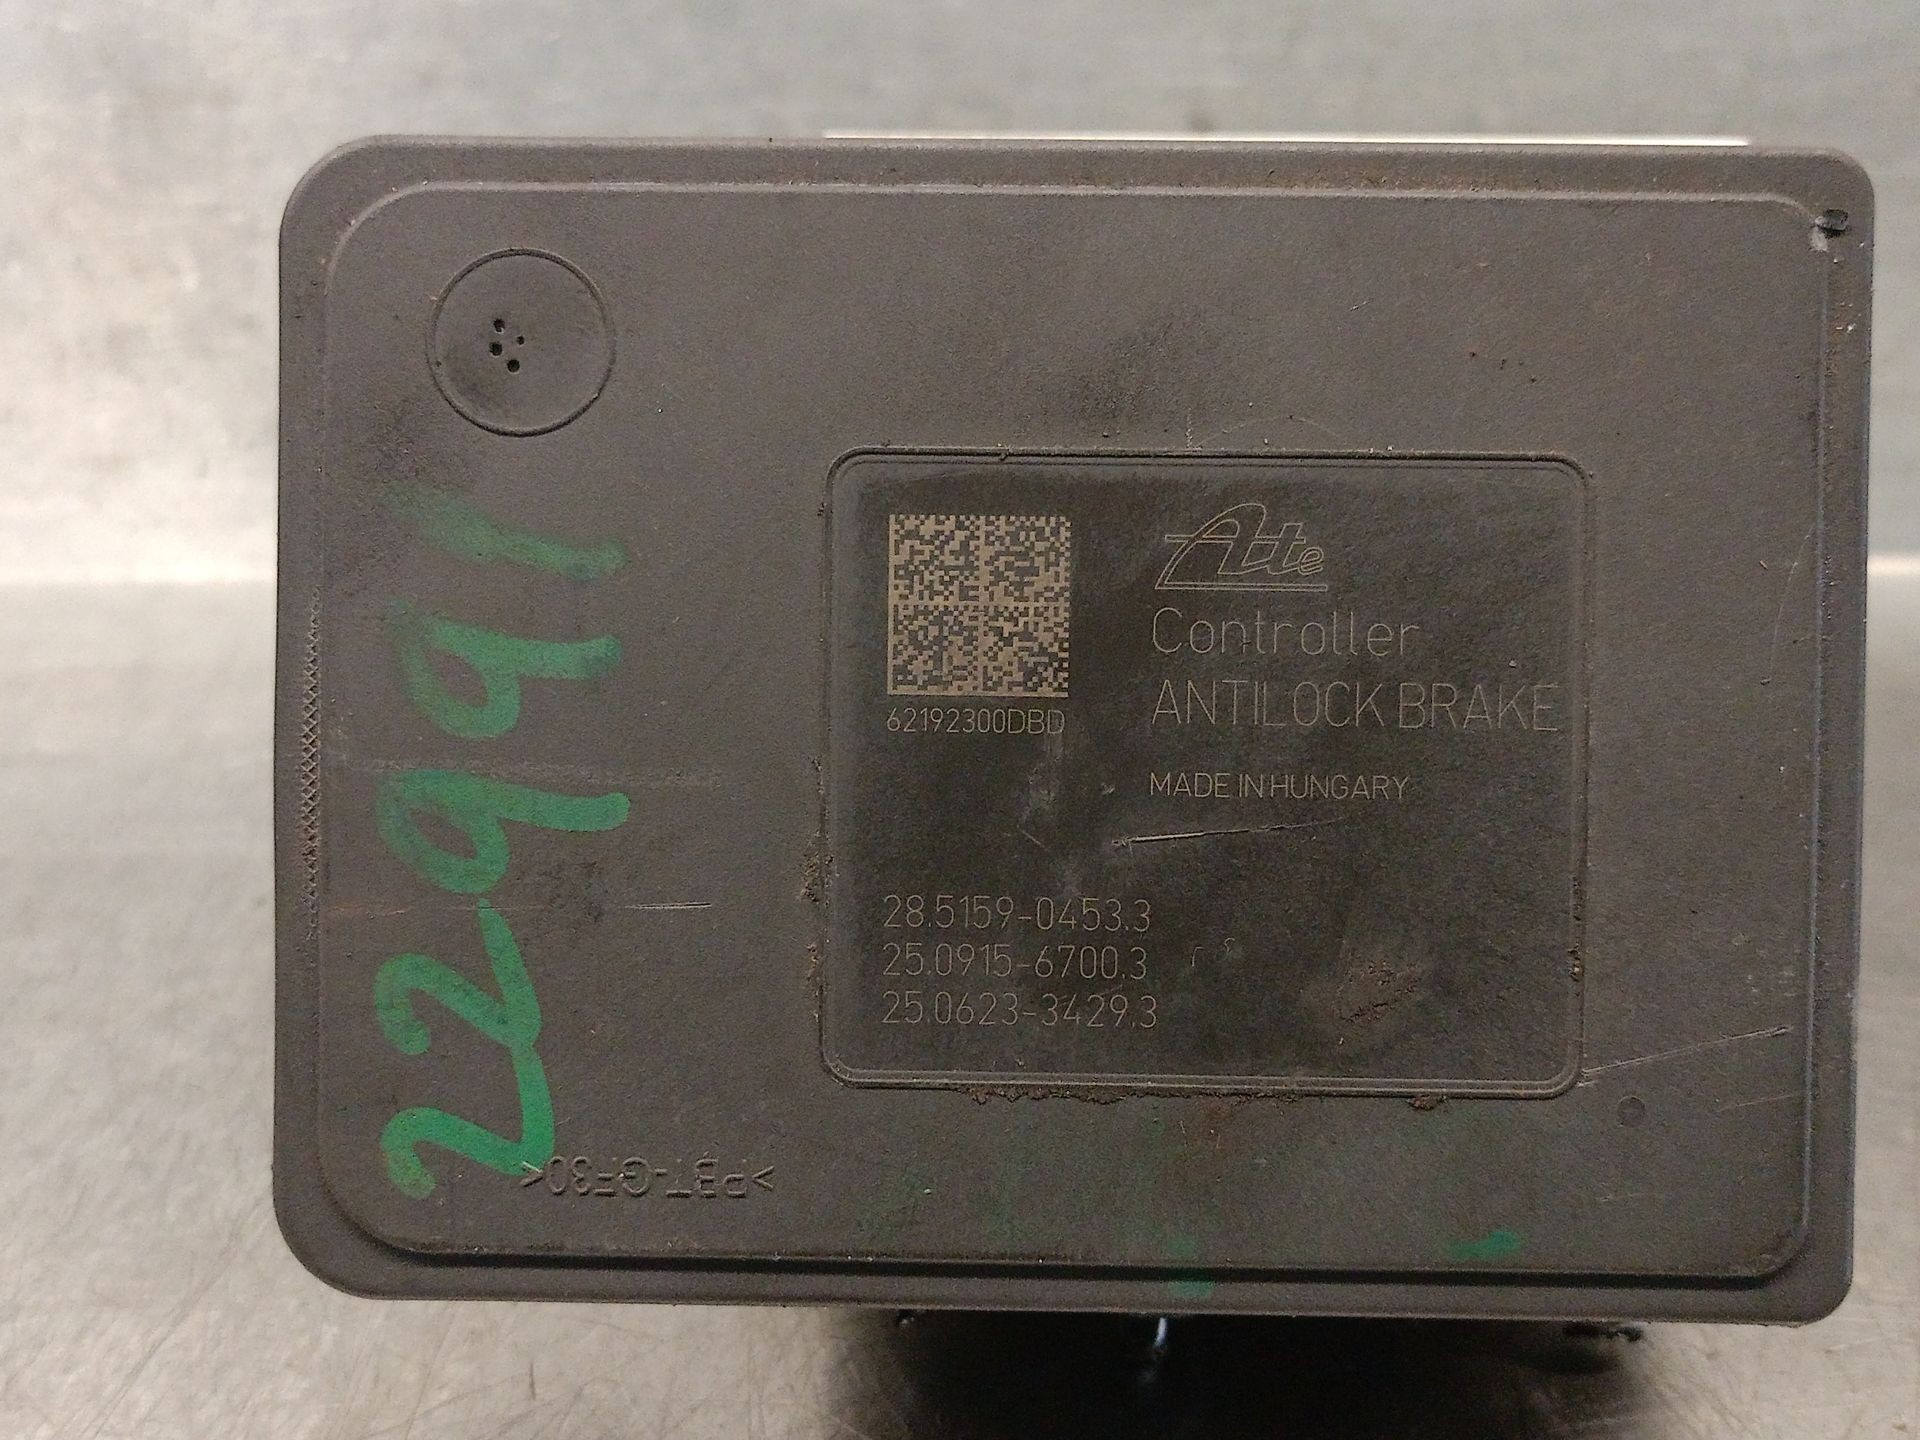 22991
Ate
Controller
ANTILOCK BRAKE
62192300DBD
MADE IN HUNGARY
28.5159-0453.3
25.0915-6700.3
25.0623-3429.3
>PBT-GF30<